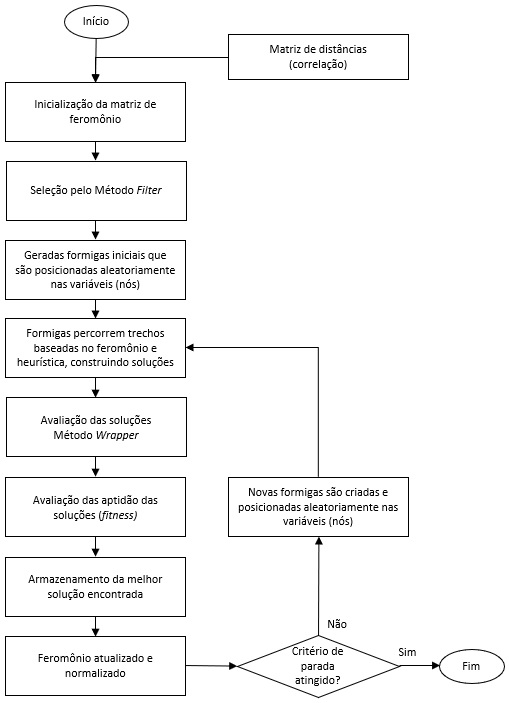 Início
Matriz de distâncias
(correlação)
Inicialização da matriz de
feromônio
Seleção pelo Método Filter
Geradas formigas iniciais que
são posicionadas aleatoriamente
nas variáveis (nós)
Formigas percorrem trechos
baseadas no feromônio e
heurística, construindo soluções
Avaliação das soluções
Método Wrapper
Avaliação das aptidão das
soluções (fitness)
Armazenamento da melhor
solução encontrada
Feromônio atualizado e
normalizado
Critério de
parada
atingido?
Não
Novas formigas são criadas e
posicionadas aleatoriamente nas
variáveis (nós)
Sim
Fim